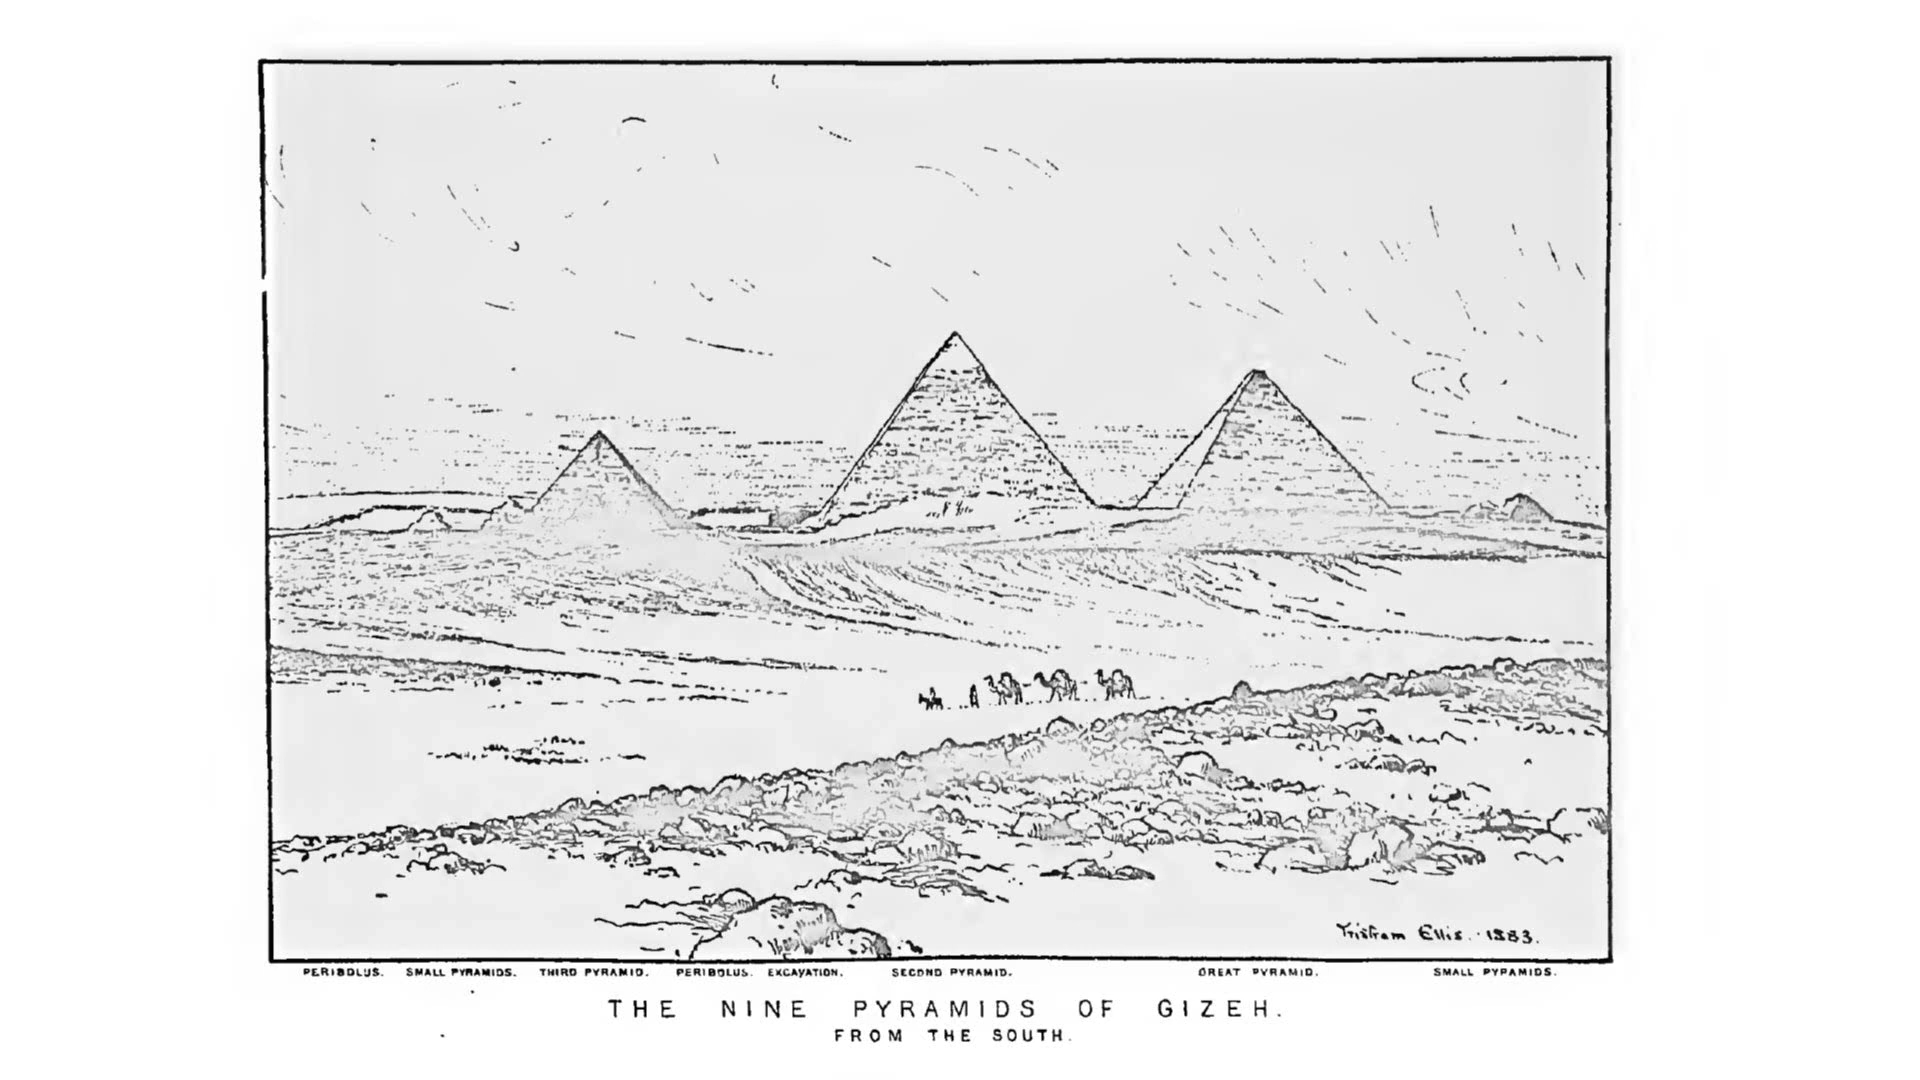 Tristram Ellis. 1883.
PERIBOLUS. SMALL PYRAMIDS. THIRD PYRAMID. PERIBOLUS. EXCAVATION. SECOND PYRAMID. GREAT PYRAMID. SMALL PYRAMIDS.
THE NINE PYRAMIDS OF GIZEH.
FROM THE SOUTH.